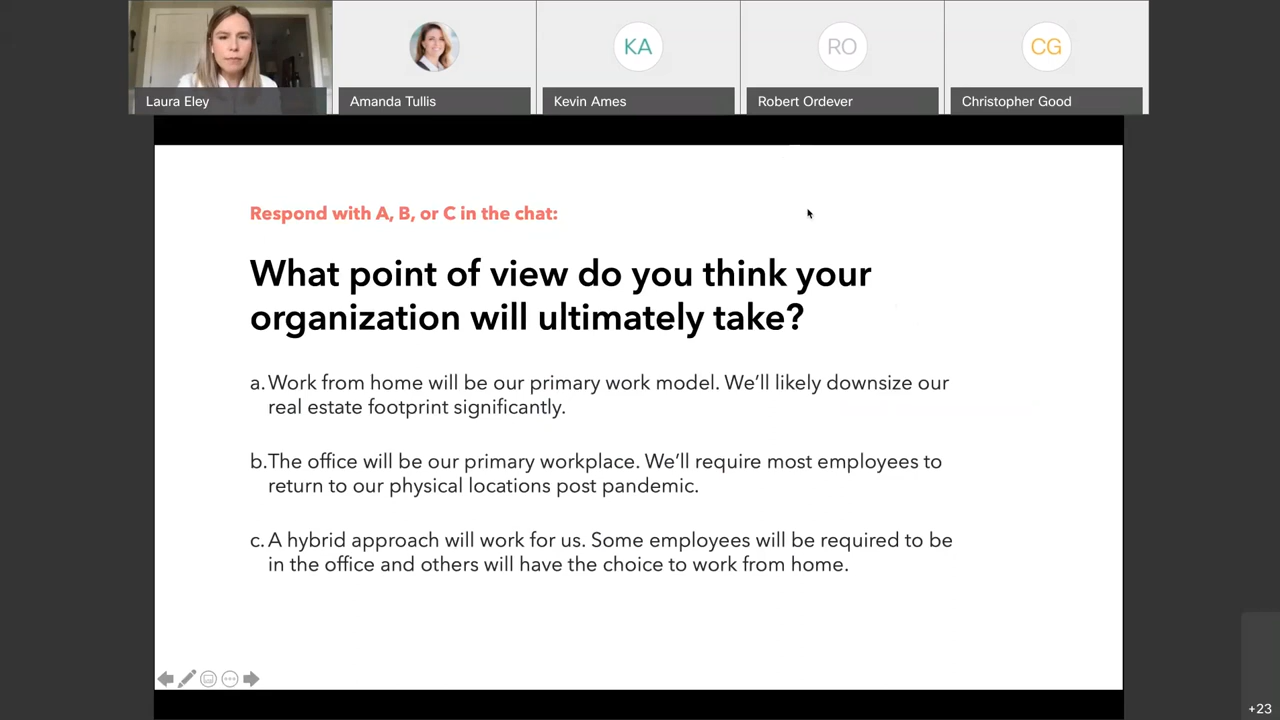 KA
RO
CG
Laura Eley
Amanda Tullis
Kevin Ames
Robert Ordever
Christopher Good
Respond with A, B, or C in the chat:
What point of view do you think your
organization will ultimately take?
a. Work from home will be our primary work model. We’ll likely downsize our
real estate footprint significantly.
b. The office will be our primary workplace. We’ll require most employees to
return to our physical locations post pandemic.
c. A hybrid approach will work for us. Some employees will be required to be
in the office and others will have the choice to work from home.
+23